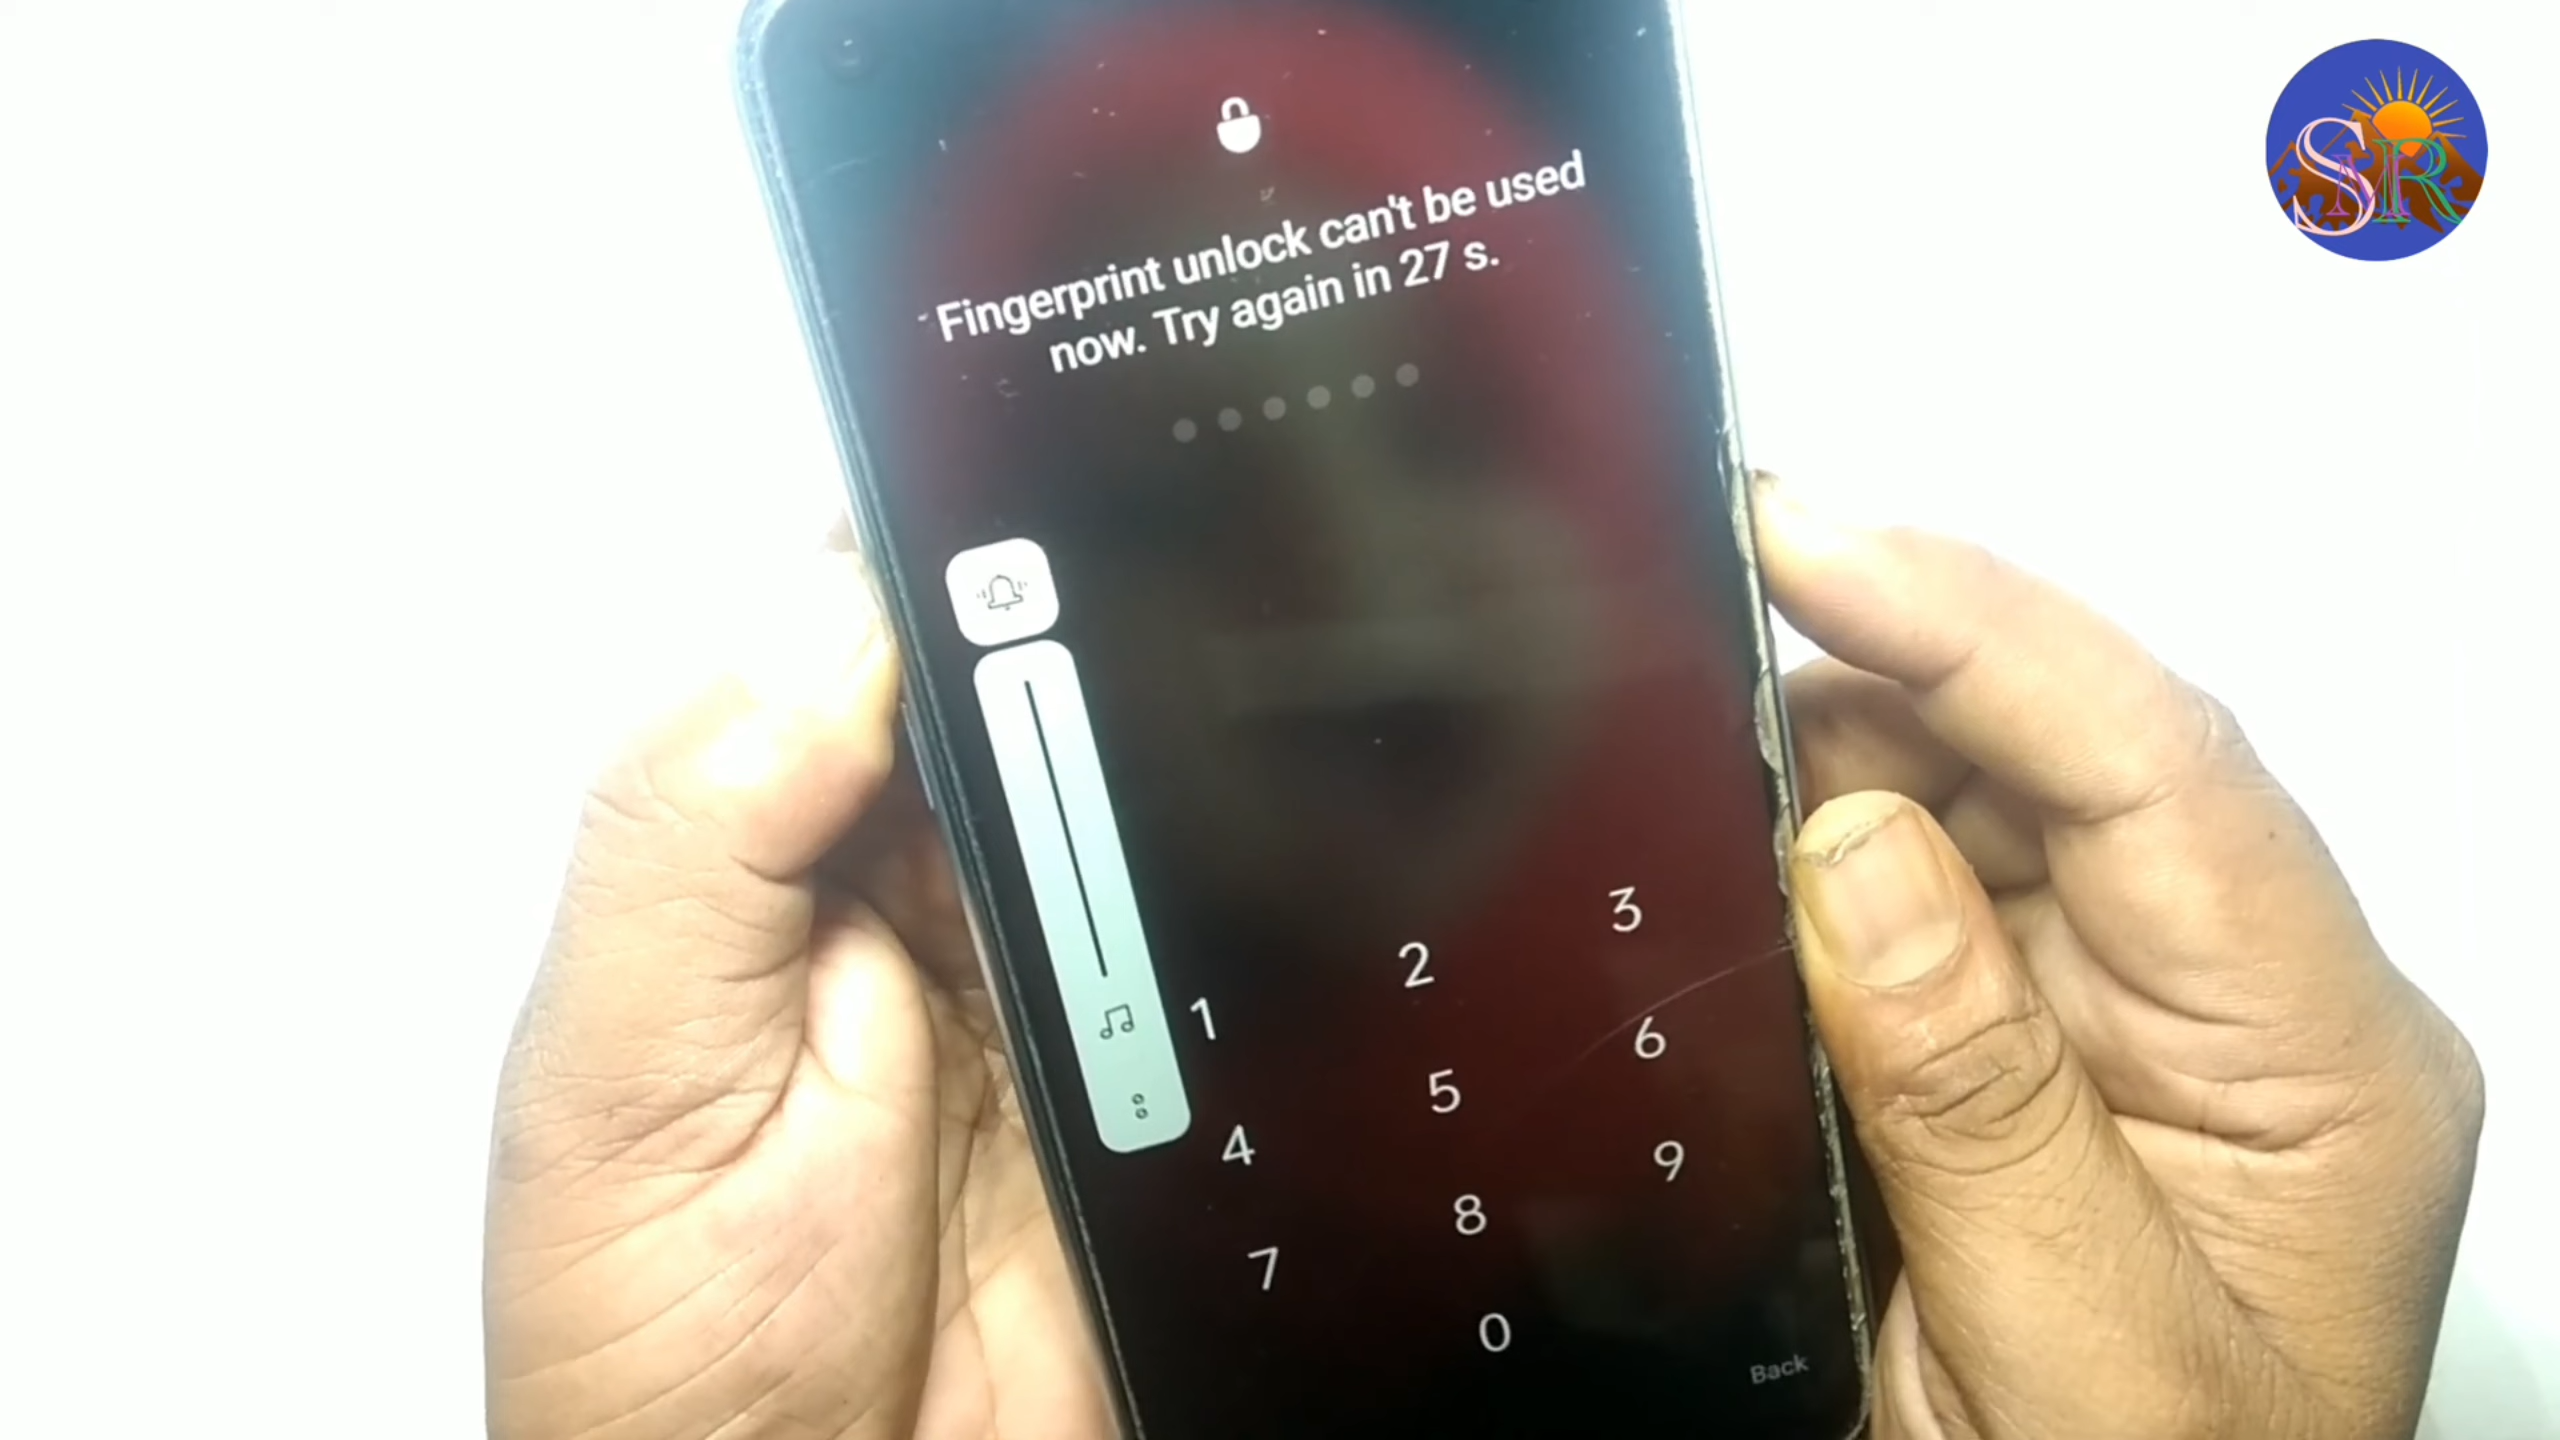 SMR
Fingerprint unlock can't be used
now. Try again in 27 s.
1 2 3
4 5 6
7 8 9
0
Back